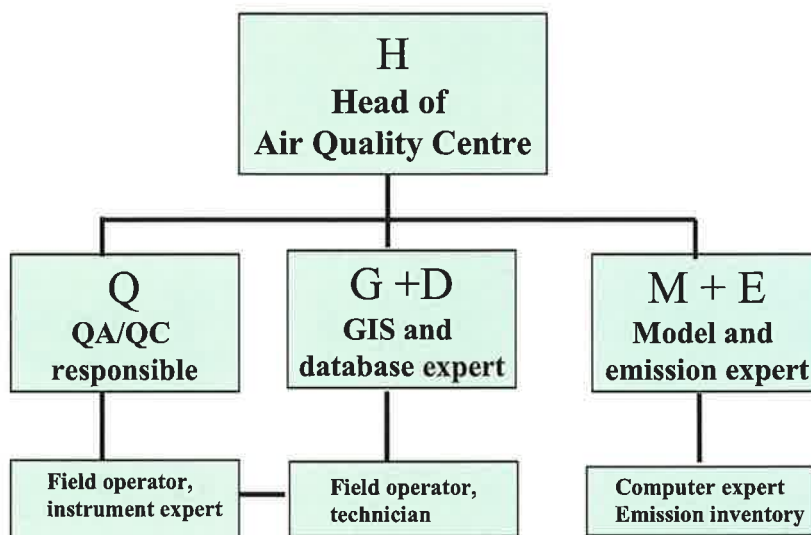 H
Head of
Air Quality Centre
Q
QA/QC
responsible
G +D
GIS and
database expert
M + E
Model and
emission expert
Field operator,
instrument expert
Field operator,
technician
Computer expert
Emission inventory